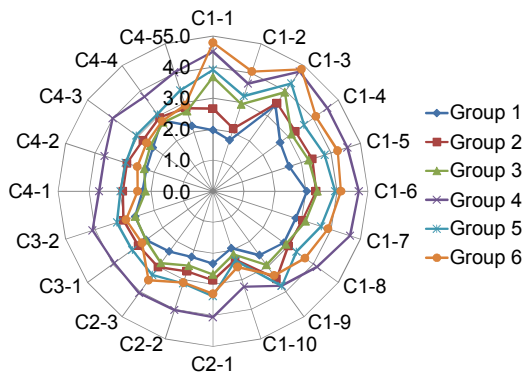 C4-55.0 C1-1 C1-2
C4-4 C1-3
C4-3 C1-4
C4-2 C1-5
C4-1 C1-6
C3-2 C1-7
C3-1 C1-8
C2-3 C1-9
C2-2 C1-10
C2-1
4.0
3.0
2.0
1.0
0.0
Group 1
Group 2
Group 3
Group 4
Group 5
Group 6